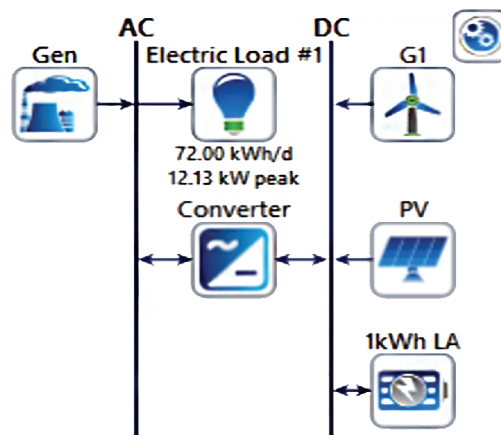 AC
DC
Gen
Electric Load #1
G1
72.00 kWh/d
12.13 kW peak
Converter
PV
1kWh LA